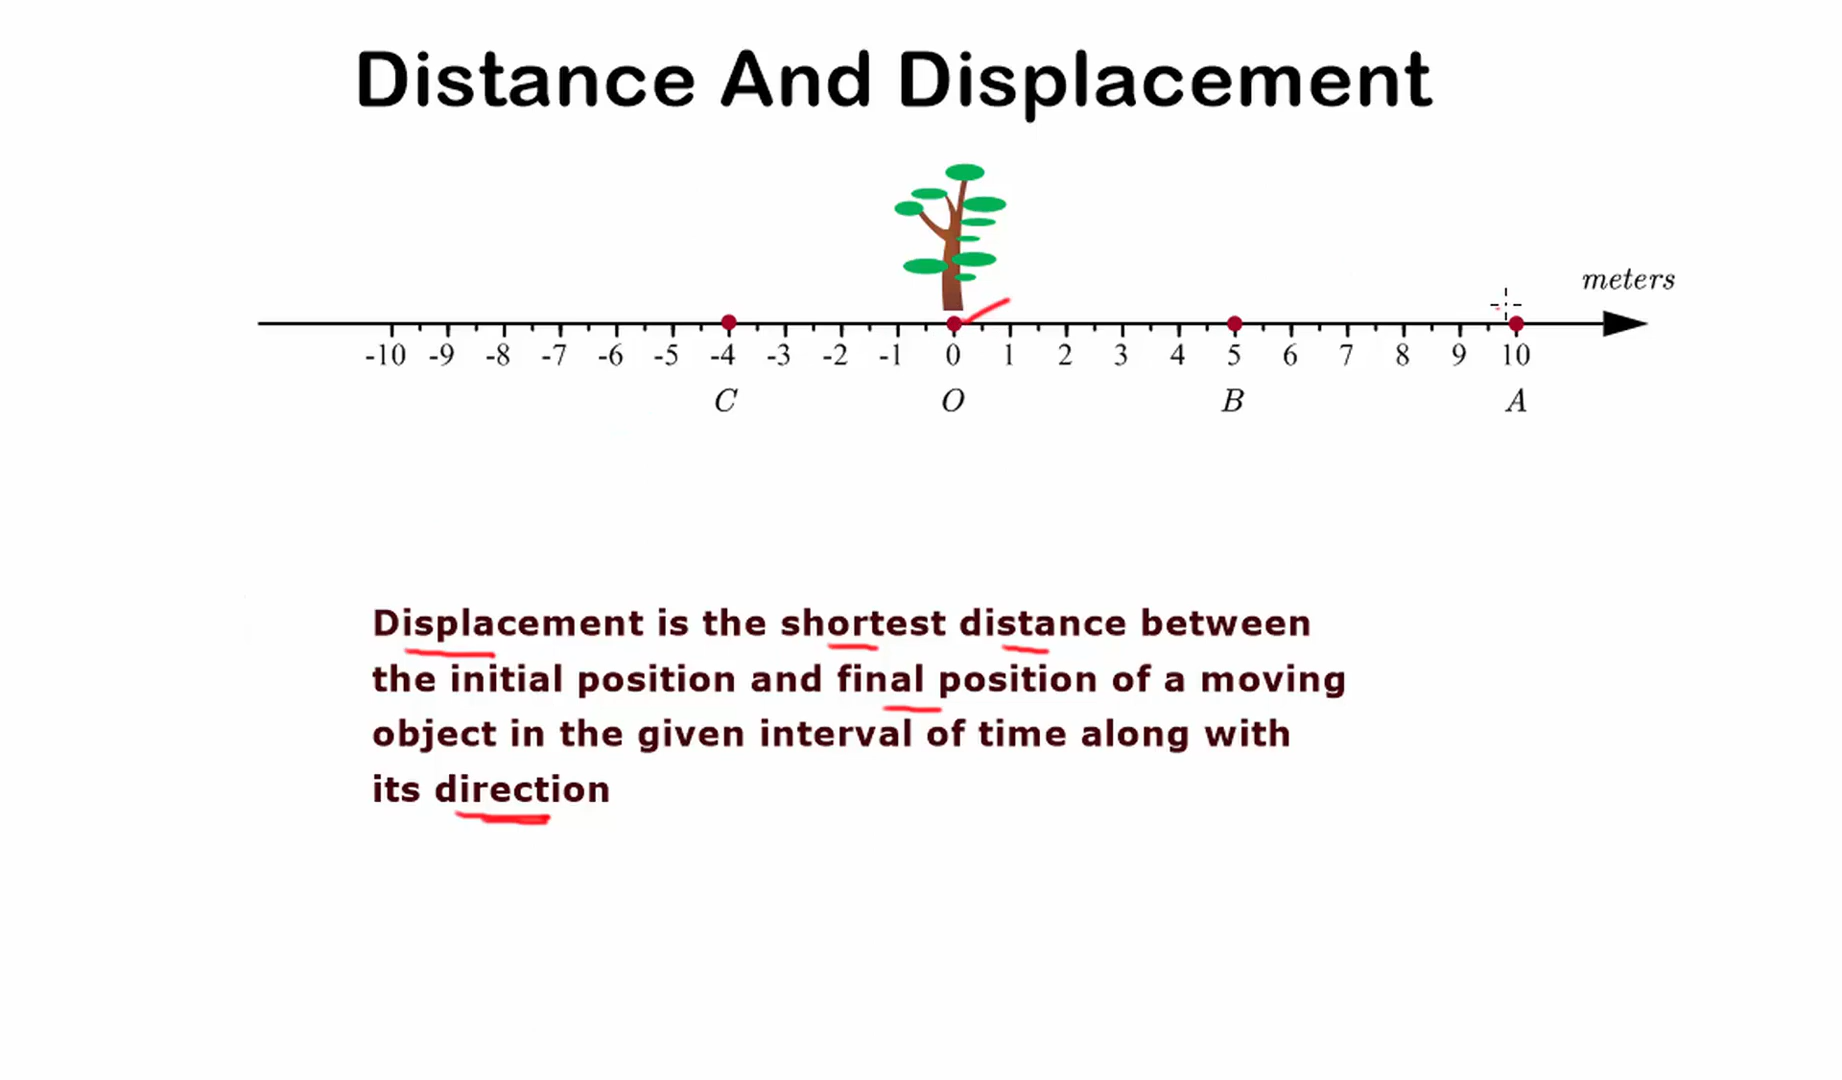 Distance And Displacement
meters
-10 -9 -8 -7 -6 -5 -4 -3 -2 -1 0 1 2 3 4 5 6 7 8 9 10
C O B A
Displacement is the shortest distance between
the initial position and final position of a moving
object in the given interval of time along with
its direction